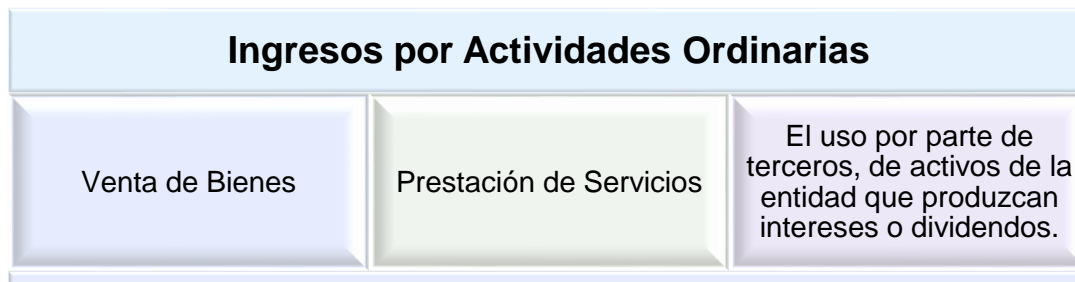 Ingresos por Actividades Ordinarias
Venta de Bienes
Prestación de Servicios
El uso por parte de
terceros, de activos de la
entidad que produzcan
intereses o dividendos.